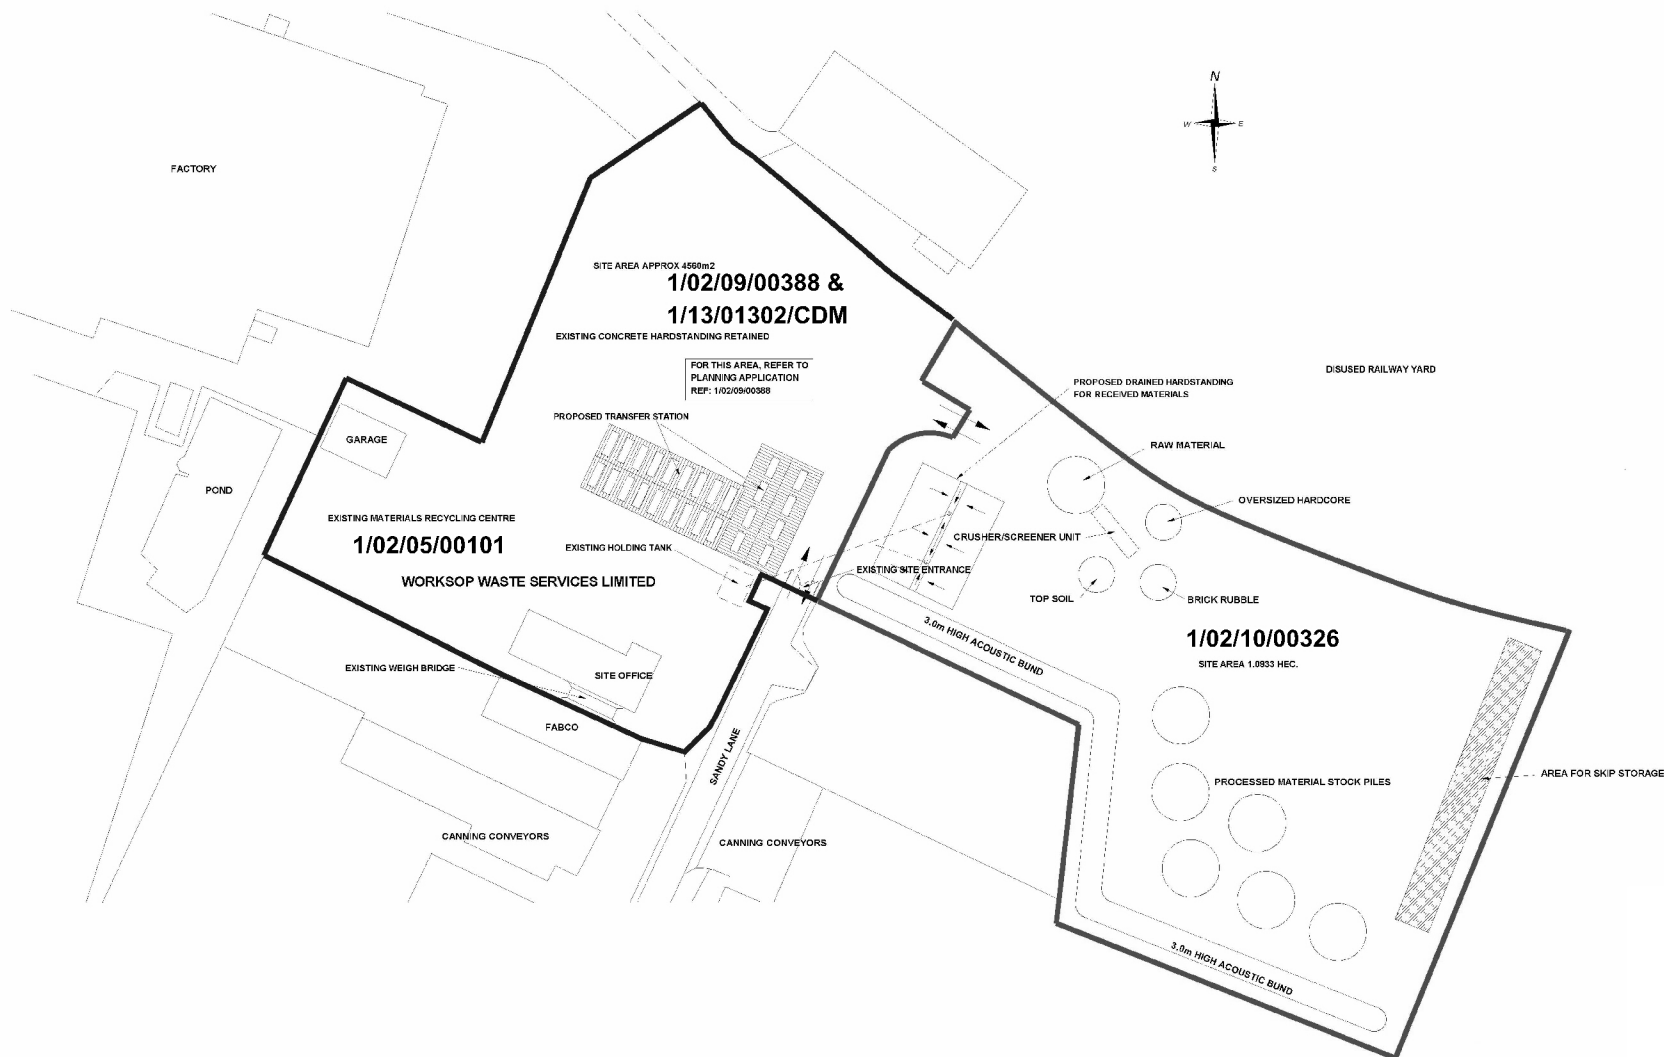 N
W
E
S
FACTORY
SITE AREA APPROX 4560m2
1/02/09/00388 &
1/13/01302/CDM
EXISTING CONCRETE HARDSTANDING RETAINED
FOR THIS AREA, REFER TO
PLANNING APPLICATION
REF: 1/02/09/00388
DISUSED RAILWAY YARD
PROPOSED DRAINED HARDSTANDING
FOR RECEIVED MATERIALS
PROPOSED TRANSFER STATION
GARAGE
RAW MATERIAL
POND
OVERSIZED HARDCORE
EXISTING MATERIALS RECYCLING CENTRE
1/02/05/00101
EXISTING HOLDING TANK
CRUSHER/SCREENER UNIT
WORKSOP WASTE SERVICES LIMITED
EXISTING SITE ENTRANCE
TOP SOIL
BRICK RUBBLE
3.0m HIGH ACOUSTIC BUND
1/02/10/00326
SITE AREA 1.0933 HEC.
EXISTING WEIGH BRIDGE
SITE OFFICE
FABCO
SANDY LANE
AREA FOR SKIP STORAGE
PROCESSED MATERIAL STOCK PILES
CANNING CONVEYORS
CANNING CONVEYORS
3.0m HIGH ACOUSTIC BUND